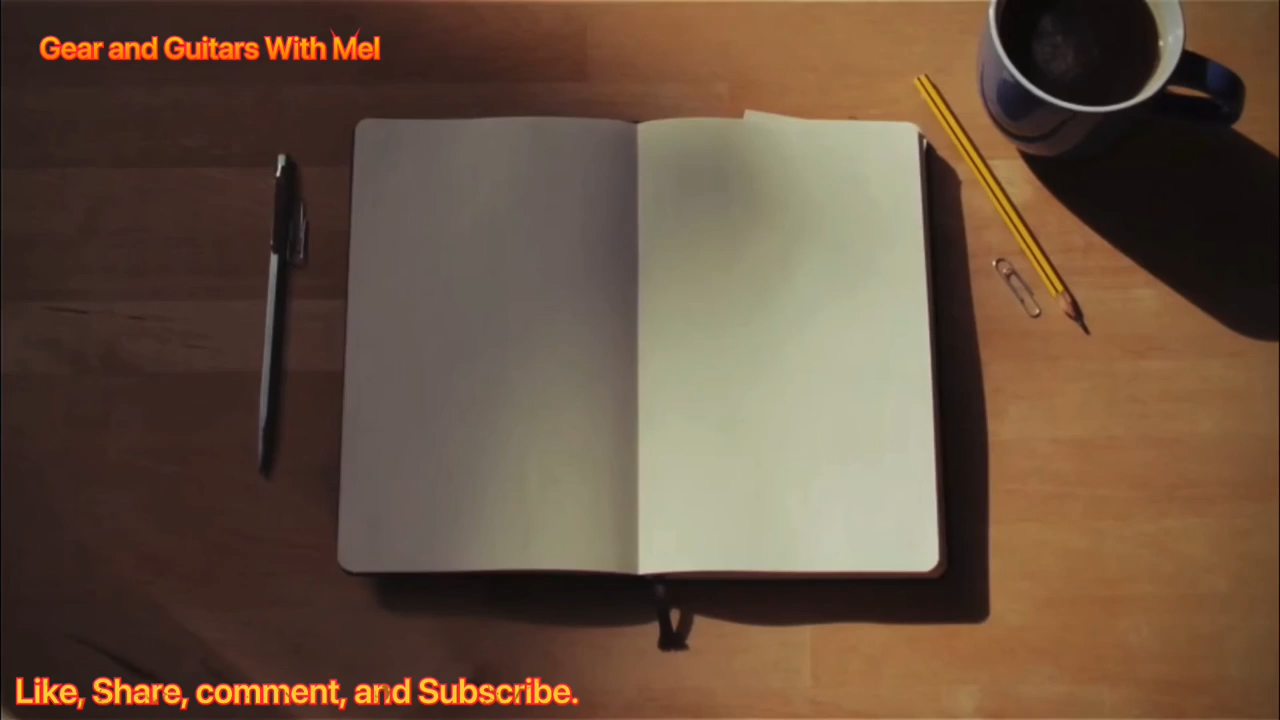 Gear and Guitars With Mel
Like, Share, comment, and Subscribe.